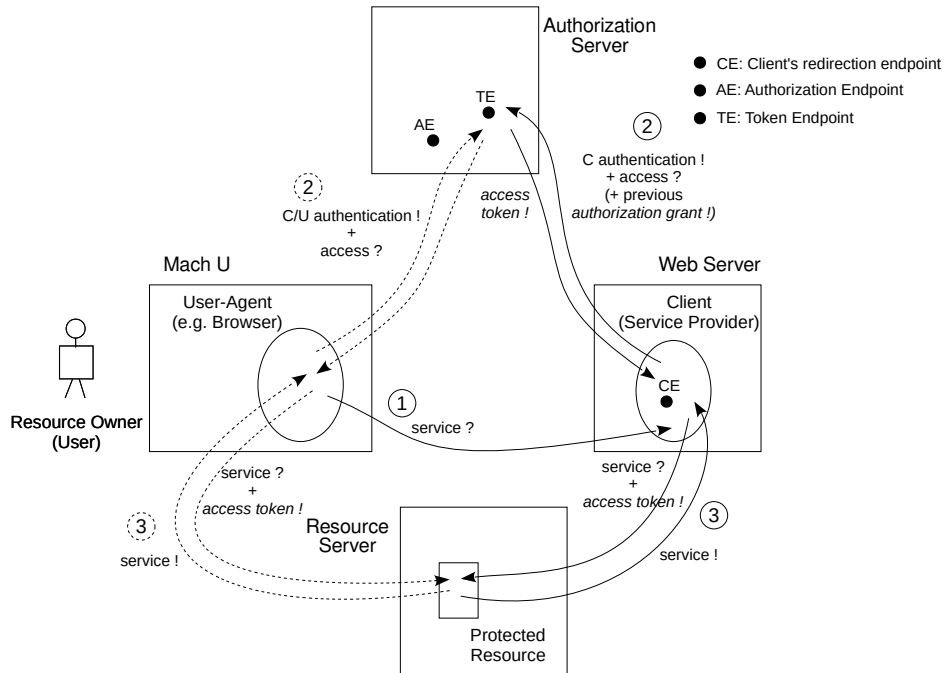 Authorization
Server
CE: Client's redirection endpoint
AE: Authorization Endpoint
TE: Token Endpoint
TE
AE
2
C authentication !
+ access ?
(+ previous
authorization grant !)
access
token !
2
C/U authentication !
+
access ?
Mach U
Web Server
User-Agent
(e.g. Browser)
Client
(Service Provider)
CE
Resource Owner
(User)
1
service ?
service ?
+
access token !
service ?
+
access token !
3
service !
3
service !
Resource
Server
Protected
Resource